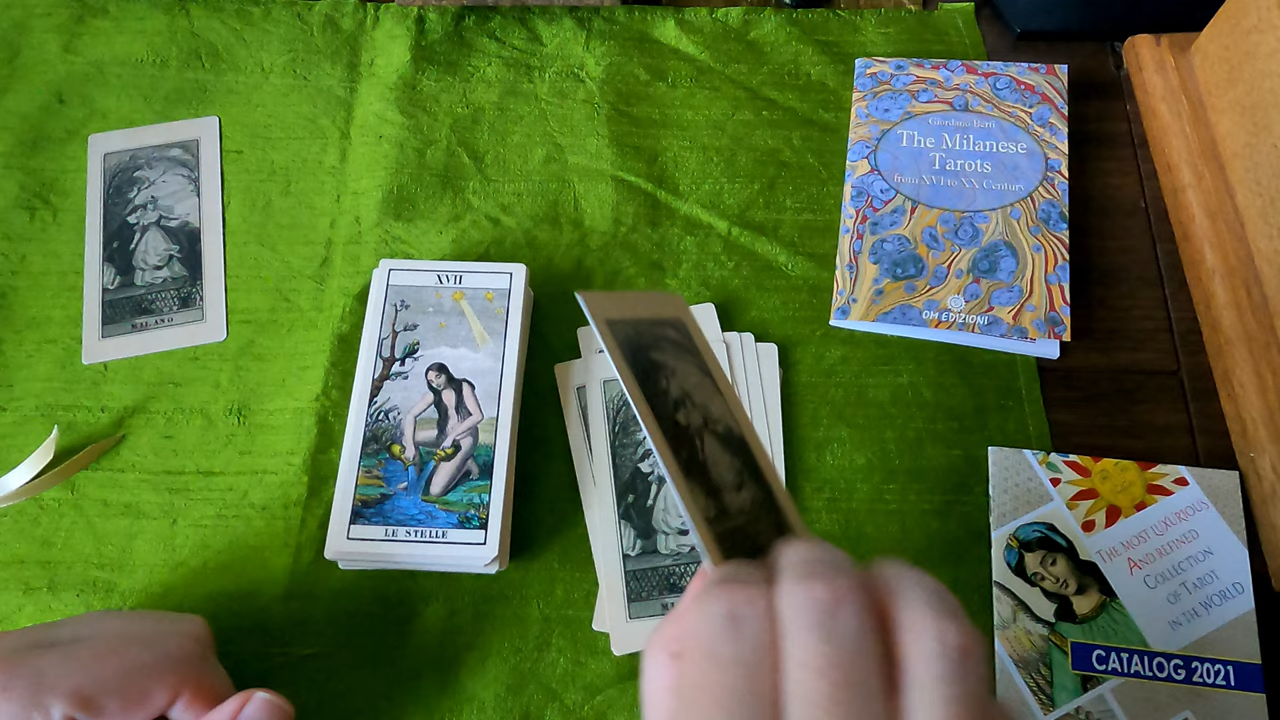 MILANO
XVII
LE STELLE
Giordano Berti
The Milanese
Tarots
from XVI to XX Century
OM EDIZIONI
THE MOST LUXURIOUS
AND REFINED
COLLECTION
OF TAROT
IN THE WORLD
CATALOG 2021